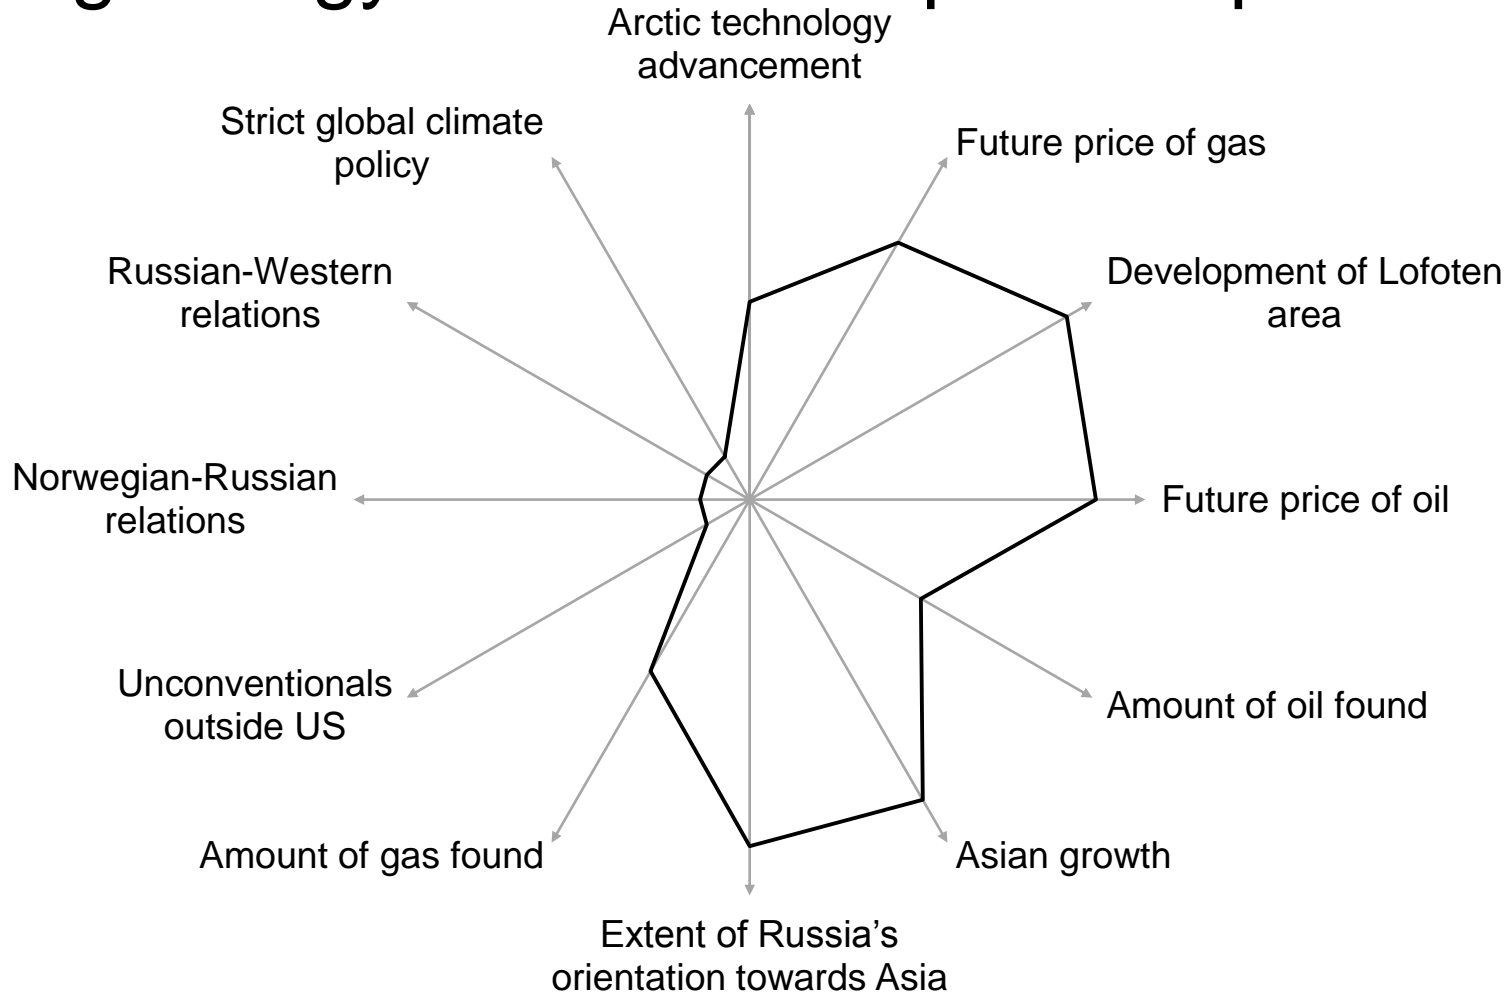 Arctic technology
advancement
Strict global climate
policy
Future price of gas
Russian-Western
relations
Development of Lofoten
area
Norwegian-Russian
relations
Future price of oil
Unconventionals
outside US
Amount of oil found
Amount of gas found
Asian growth
Extent of Russia’s
orientation towards Asia